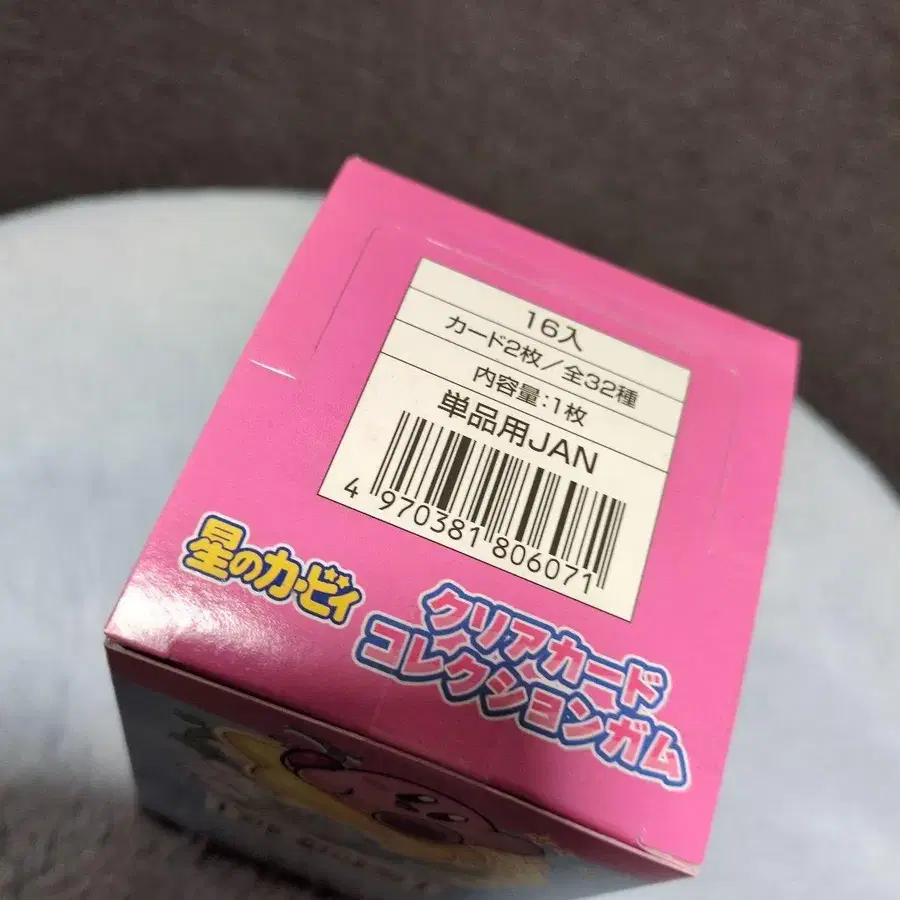 16入
カード2枚/全32種
内容量:1枚
単品用JAN
4 970381 806071
星のカービィ
クリアカード
コレクションガム